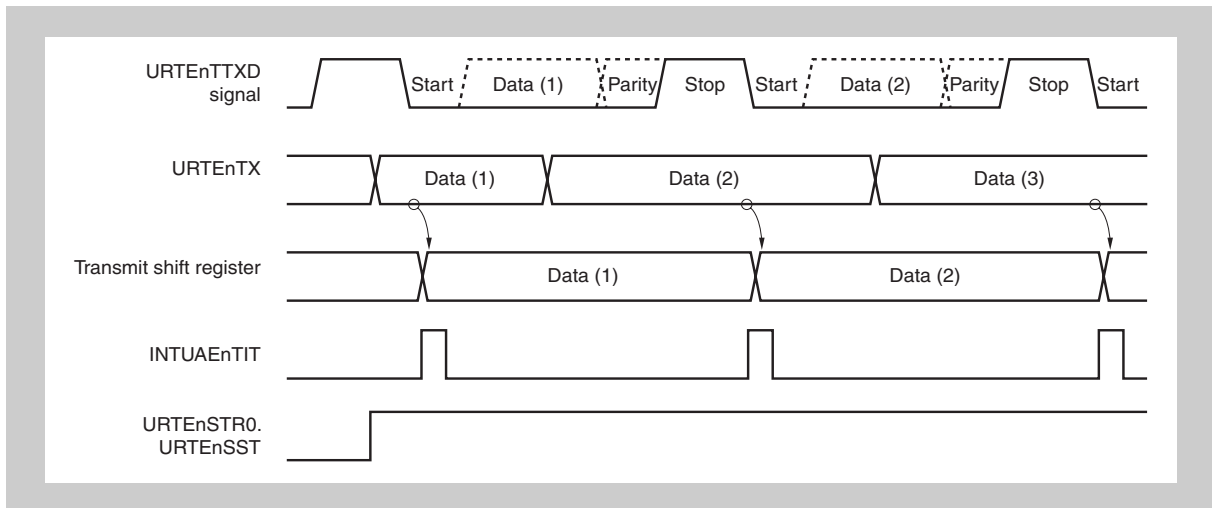 URTEnTTXD
signal
Start Data (1) Parity Stop Start Data (2) Parity Stop Start
URTEnTX
Data (1) Data (2) Data (3)
Transmit shift register
Data (1) Data (2)
INTUAEnTIT
URTEnSTR0.
URTEnSST